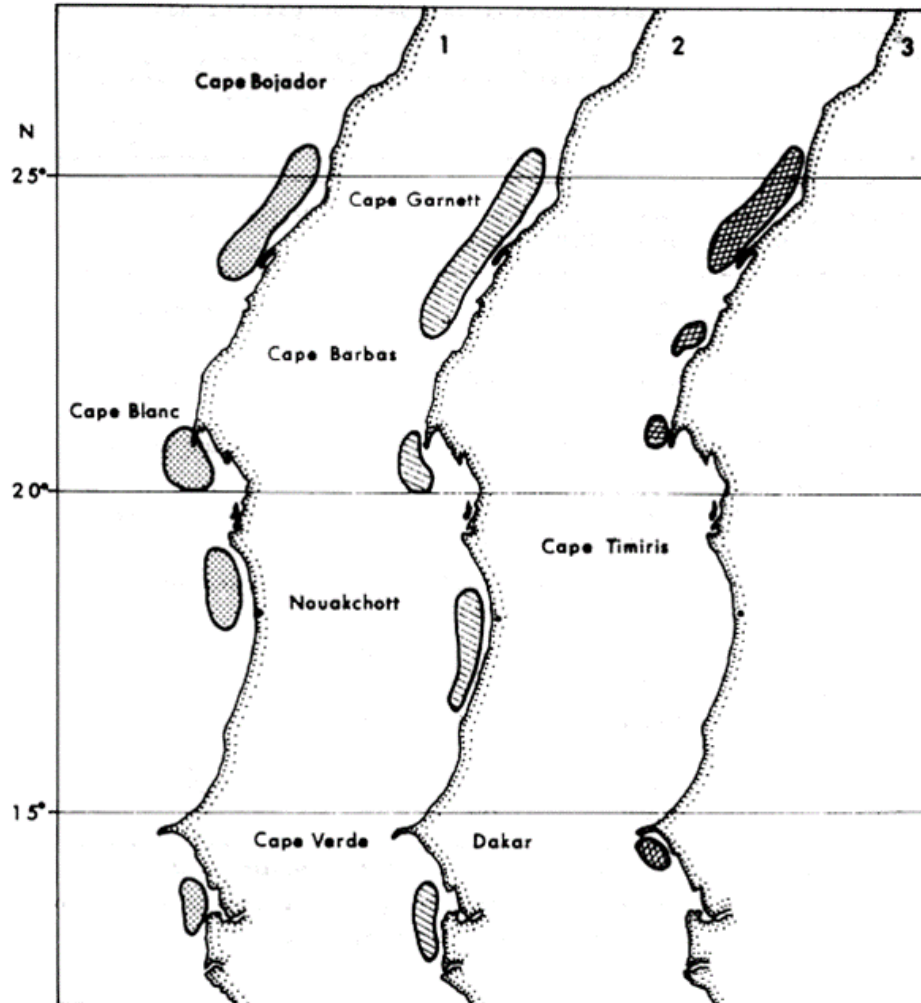 1 2 3
Cape Bojador
N
25°
Cape Garnett
Cape Barbas
Cape Blanc
20°
Cape Timiris
Nouakchott
15°
Cape Verde Dakar